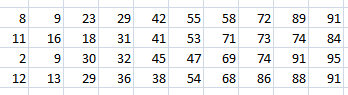 8 9 23 29 42 55 58 72 89 91
11 16 18 31 41 53 71 73 74 84
2 9 30 32 45 47 69 74 91 95
12 13 29 36 38 54 68 86 88 91